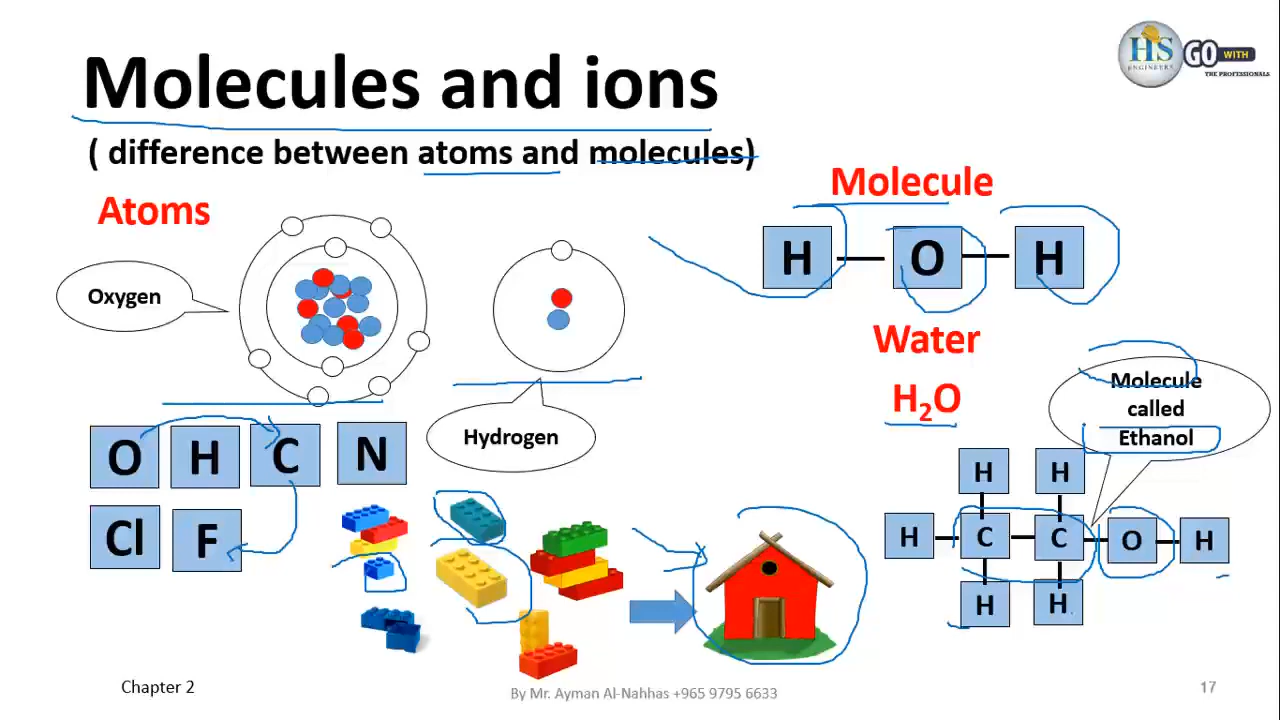 Molecules and ions
( difference between atoms and molecules)
HS
ENGINEERS
GO
WITH
THE PROFESSIONALS
Atoms
Oxygen
Hydrogen
O H C N
Cl F
Molecule
H O H
Water
H₂O
Molecule
called
Ethanol
H H
H C C O H
H H
Chapter 2
By Mr. Ayman Al-Nahhas +965 9795 6633
17